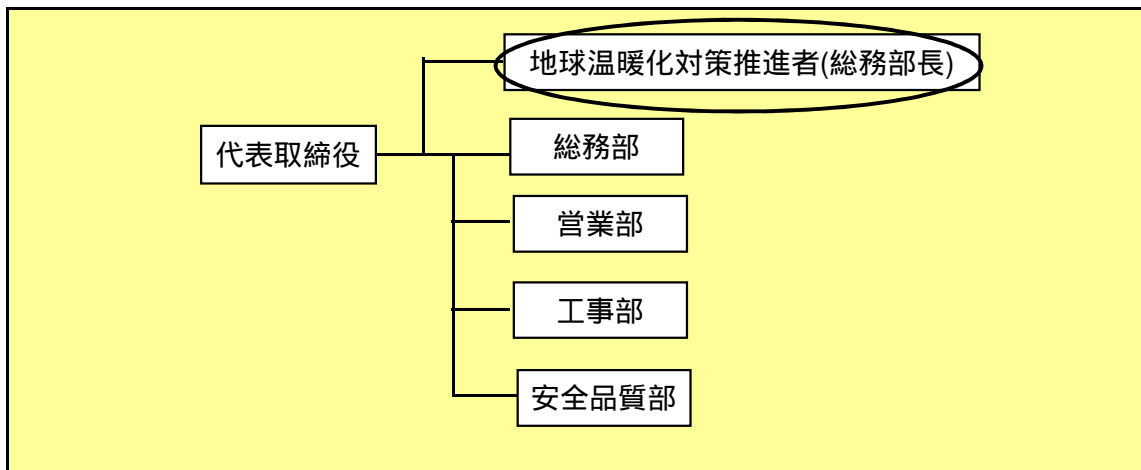 地球温暖化対策推進者(総務部長)
代表取締役
総務部
営業部
工事部
安全品質部